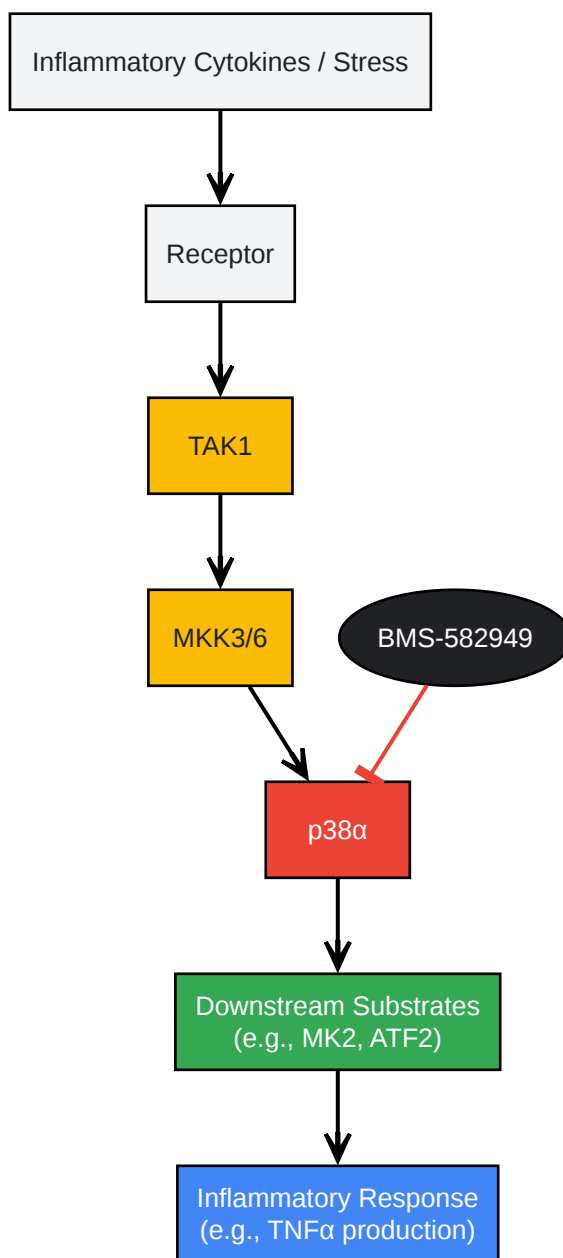 Inflammatory Cytokines / Stress
Receptor
TAK1
MKK3/6
BMS-582949
p38α
Downstream Substrates
(e.g., MK2, ATF2)
Inflammatory Response
(e.g., TNFα production)